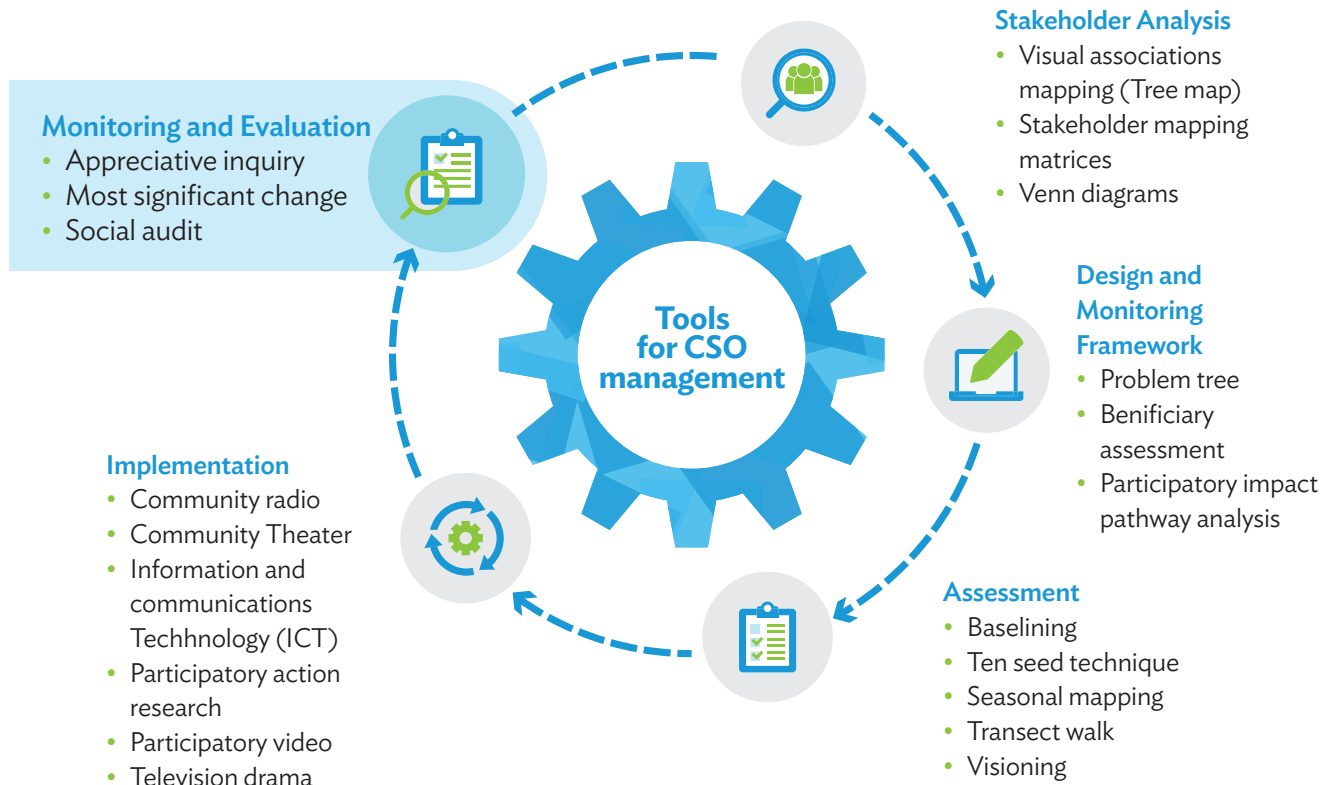 Stakeholder Analysis
• Visual associations
mapping (Tree map)
• Stakeholder mapping
matrices
• Venn diagrams
Monitoring and Evaluation
• Appreciative inquiry
• Most significant change
• Social audit
Tools
for CSO
management
Design and
Monitoring
Framework
• Problem tree
• Benificiary
assessment
• Participatory impact
pathway analysis
Implementation
• Community radio
• Community Theater
• Information and
communications
Techhnology (ICT)
• Participatory action
research
• Participatory video
• Television drama
Assessment
• Baselining
• Ten seed technique
• Seasonal mapping
• Transect walk
• Visioning